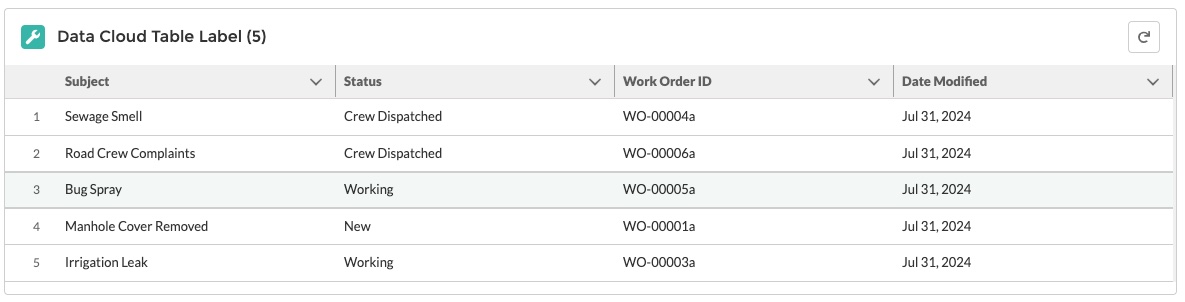 Data Cloud Table Label (5)
Subject Status Work Order ID Date Modified
1 Sewage Smell Crew Dispatched WO-00004a Jul 31, 2024
2 Road Crew Complaints Crew Dispatched WO-00006a Jul 31, 2024
3 Bug Spray Working WO-00005a Jul 31, 2024
4 Manhole Cover Removed New WO-00001a Jul 31, 2024
5 Irrigation Leak Working WO-00003a Jul 31, 2024